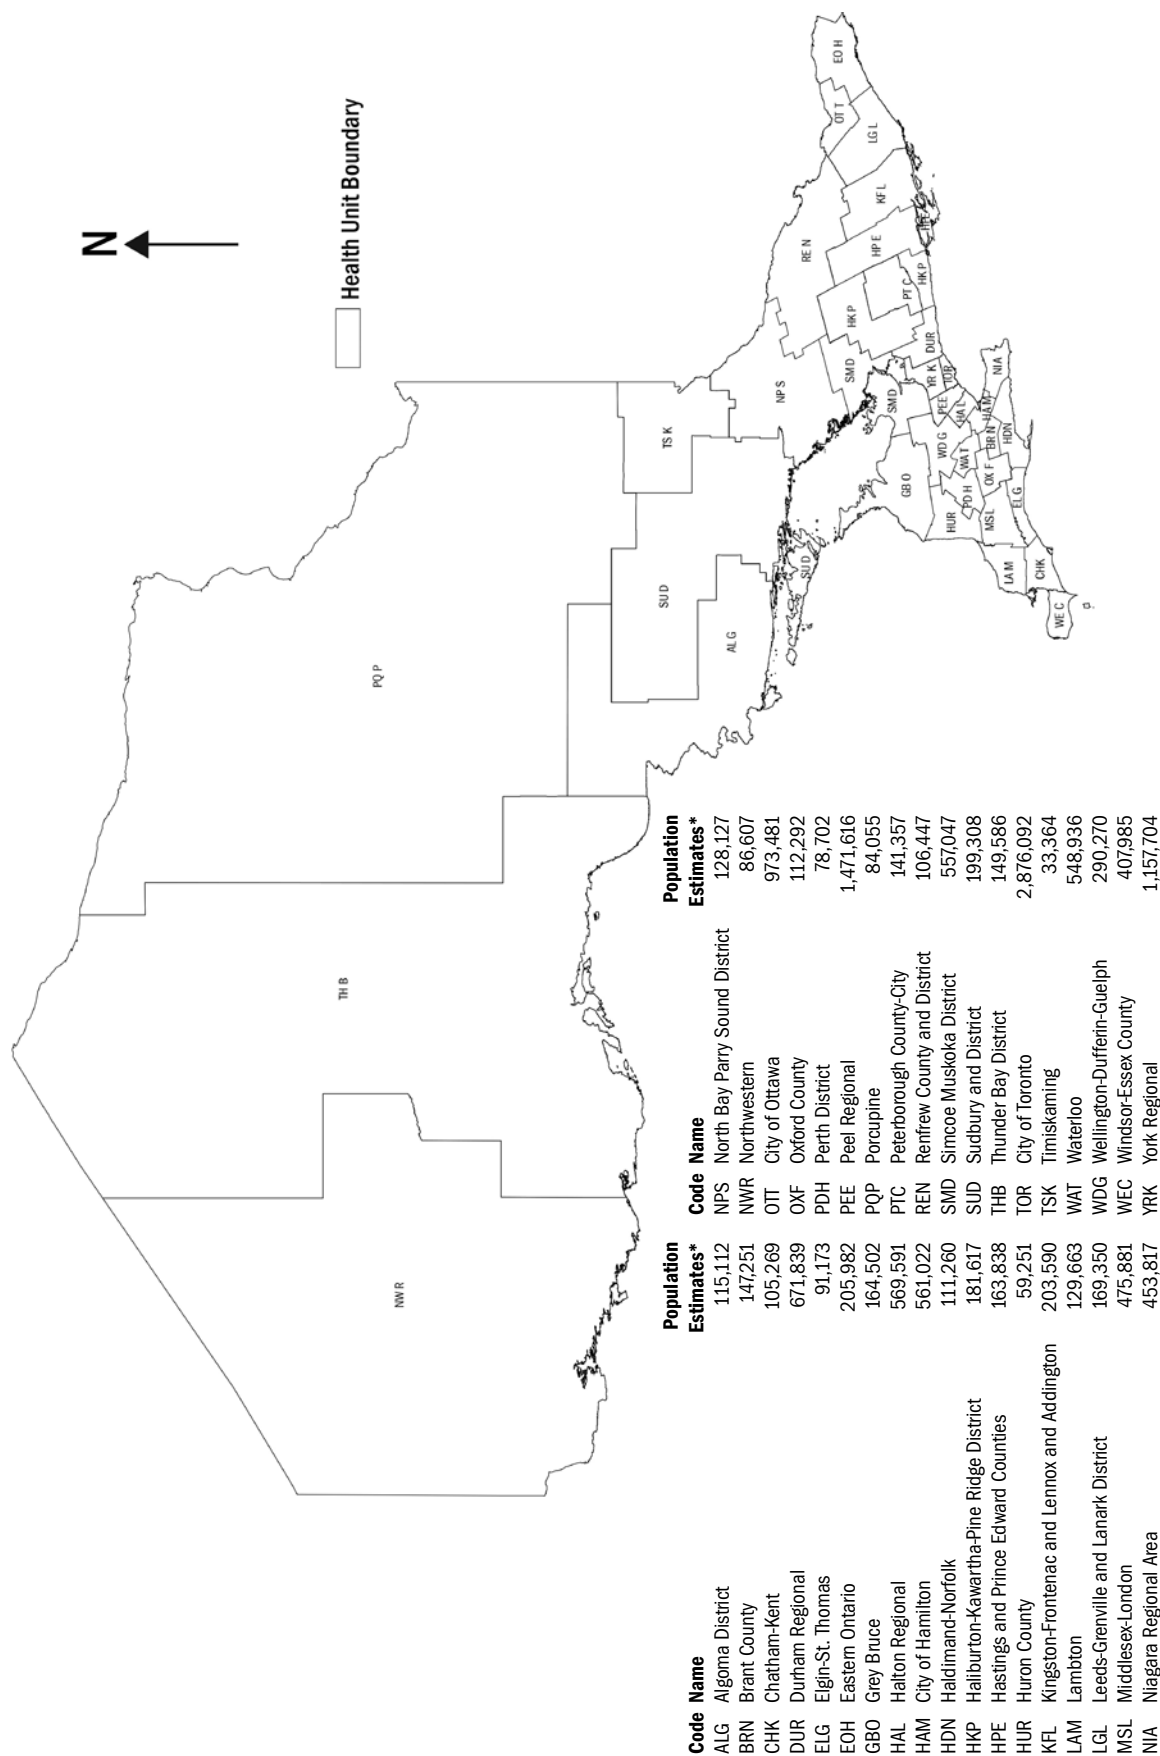 N
Health Unit Boundary
NWR
THB
PQP
SUD
TSK
ALG
NPS
SUD
REN
OTT
EOH
LGL
KFL
HPE
HPE
HKP
PTC
HKP
SMD
SMD
DUR
YRK
TOR
PEE
HAL
GBO
WDG
WAT
HAM
NIA
HUR
PDH
BRN
OXF
HDN
MSL
ELG
LAM
CHK
WEC
Population Population
Code Name Estimates* Code Name Estimates*
ALG Algoma District 115,112 NPS North Bay Parry Sound District 128,127
BRN Brant County 147,251 NWR Northwestern 86,607
CHK Chatham-Kent 105,269 OTT City of Ottawa 973,481
DUR Durham Regional 671,839 OXF Oxford County 112,292
ELG Elgin-St. Thomas 91,173 PDH Perth District 78,702
EOH Eastern Ontario 205,982 PEE Peel Regional 1,471,616
GBO Grey Bruce 164,502 PQP Porcupine 84,055
HAL Halton Regional 569,591 PTC Peterborough County-City 141,357
HAM City of Hamilton 561,022 REN Renfrew County and District 106,447
HDN Haldimand-Norfolk 111,260 SMD Simcoe Muskoka District 557,047
HKP Haliburton-Kawartha-Pine Ridge District 181,617 SUD Sudbury and District 199,308
HPE Hastings and Prince Edward Counties 163,838 THB Thunder Bay District 149,586
HUR Huron County 59,251 TOR City of Toronto 2,876,092
KFL Kingston-Frontenac and Lennox and Addington 203,590 TSK Timiskaming 33,364
LAM Lambton 129,663 WAT Waterloo 548,936
LGL Leeds-Grenville and Lanark District 169,350 WDG Wellington-Dufferin-Guelph 290,270
MSL Middlesex-London 475,881 WEC Windsor-Essex County 407,985
NIA Niagara Regional Area 453,817 YRK York Regional 1,157,704